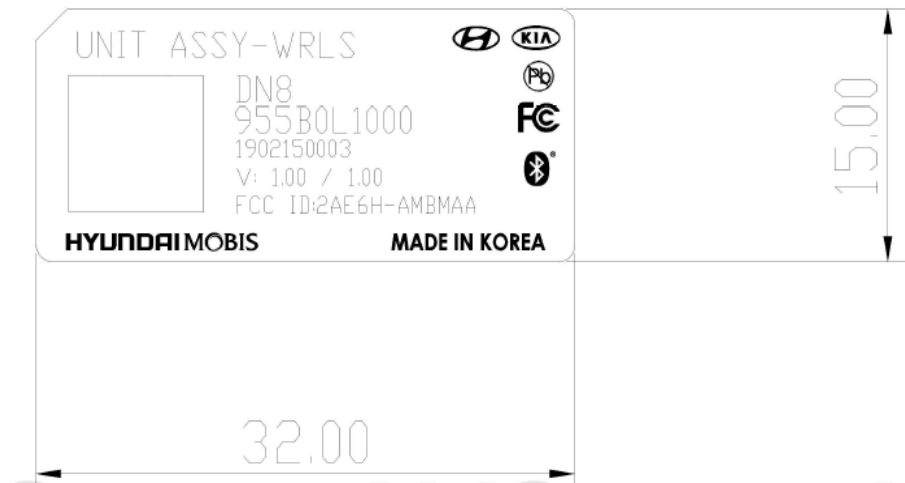 UNIT ASSY-WRLS
KIA
Pb
DN8
955B0L1000
FC
1902150003
V: 1.00 / 1.00
FCC ID:2AE6H-AMBMAA
HYUNDAI MOBIS
MADE IN KOREA
15.00
32.00